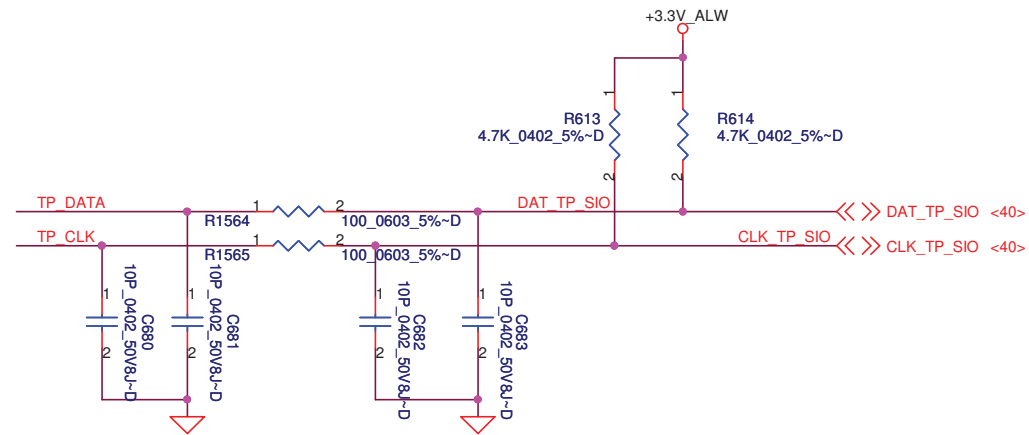 +3.3V_ALW
1
1
R613
4.7K_0402_5%~D
R614
4.7K_0402_5%~D
2
2
TP_DATA
1
2
DAT_TP_SIO
DAT_TP_SIO <40>
R1564
100_0603_5%~D
TP_CLK
1
2
CLK_TP_SIO
CLK_TP_SIO <40>
R1565
100_0603_5%~D
1
2
10P_0402_50V8J~D
C680
1
2
10P_0402_50V8J~D
C681
1
2
10P_0402_50V8J~D
C682
1
2
10P_0402_50V8J~D
C683